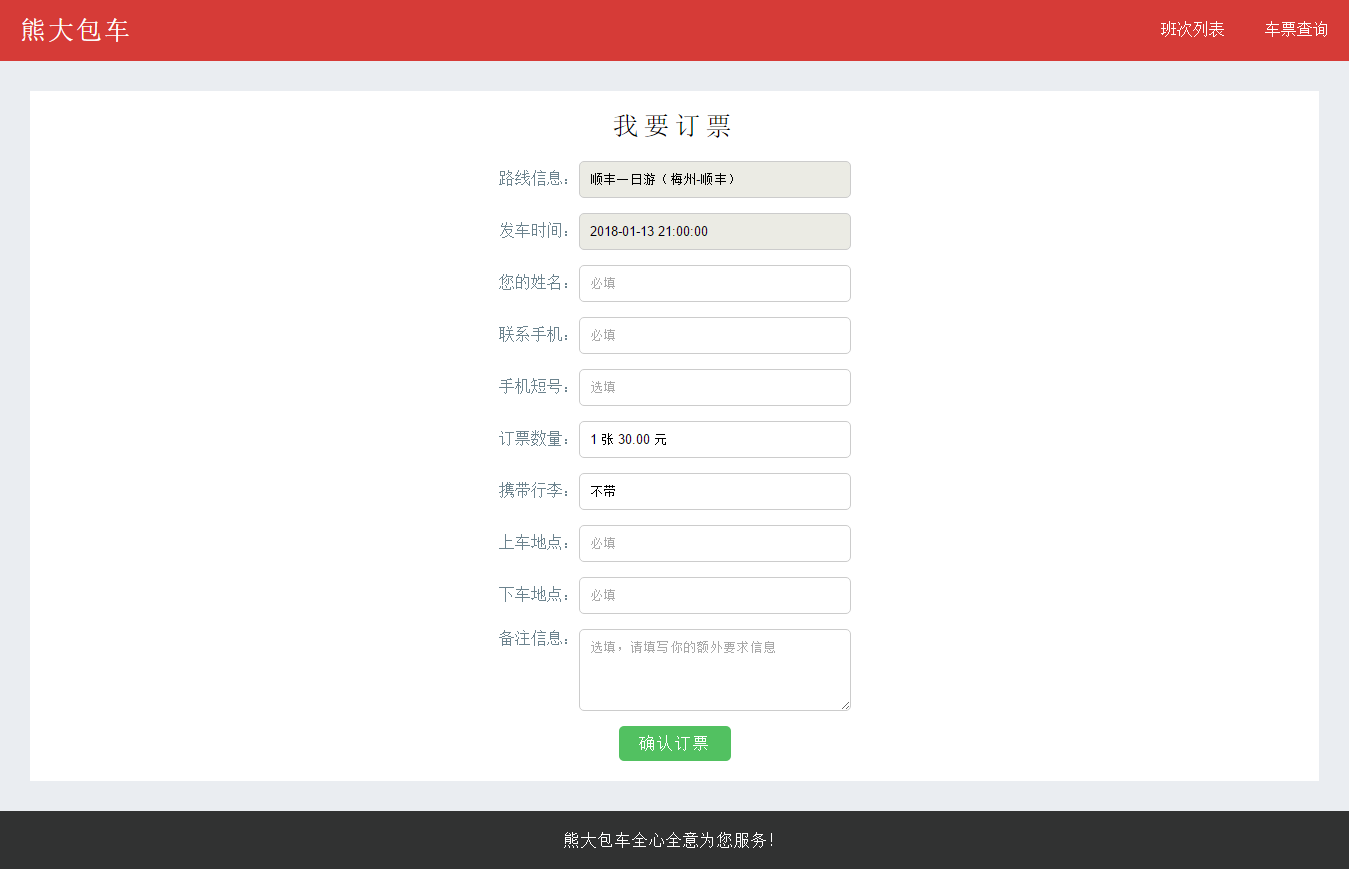 熊大包车
班次列表 车票查询
我要订票
路线信息： 顺丰一日游（梅州-顺丰）
发车时间： 2018-01-13 21:00:00
您的姓名： 必填
联系手机： 必填
手机短号： 选填
订票数量： 1 张 30.00 元
携带行李： 不带
上车地点： 必填
下车地点： 必填
备注信息： 选填，请填写你的额外要求信息
确认订票
熊大包车全心全意为您服务！